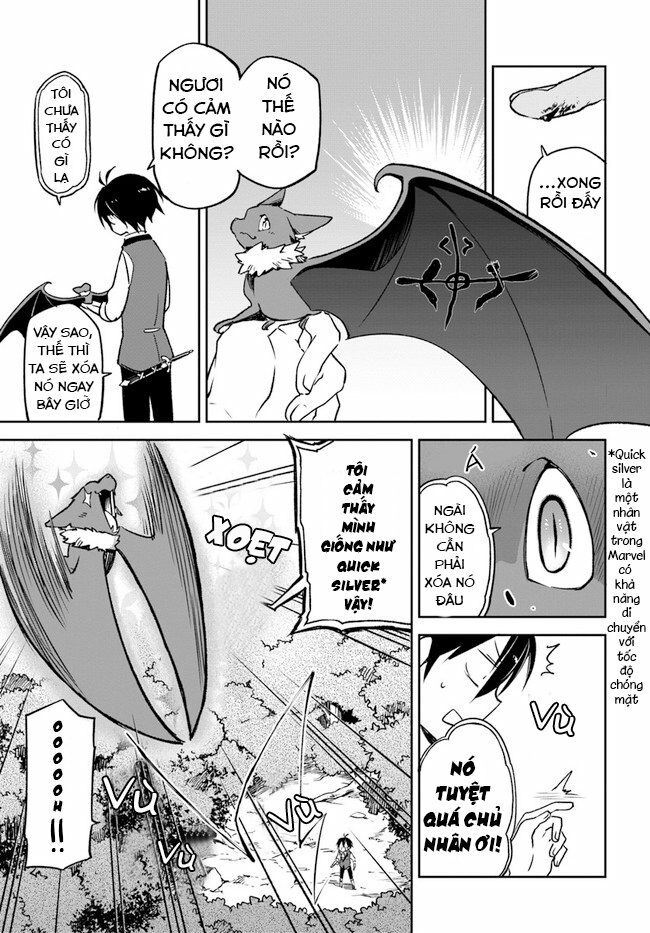 ...XONG
RỒI ĐẤY
NÓ
THẾ
NÀO
RỒI?
NGƯƠI
CÓ CẢM
THẤY GÌ
KHÔNG?
TÔI
CHƯA
THẤY
CÓ
GÌ
LẠ
VẬY SAO,
THẾ THÌ
TA SẼ XÓA
NÓ NGAY
BÂY GIỜ
Á
NGÀI
KHÔNG
CẦN
PHẢI
XÓA NÓ
ĐÂU
*Quick
silver
là
một
nhân
vật
trong
Marvel
có
khả
năng
di
chuyển
với
tốc
độ
chóng
mặt
VÙ
NÓ
TUYỆT
QUÁ CHỦ
NHÂN ƠI!
TÔI
CẢM
THẤY
MÌNH
GIỐNG NHƯ
QUICK
SILVER*
VẬY!
XOẸT
OOOOOH!!
VÙ
VÙ
VÙ